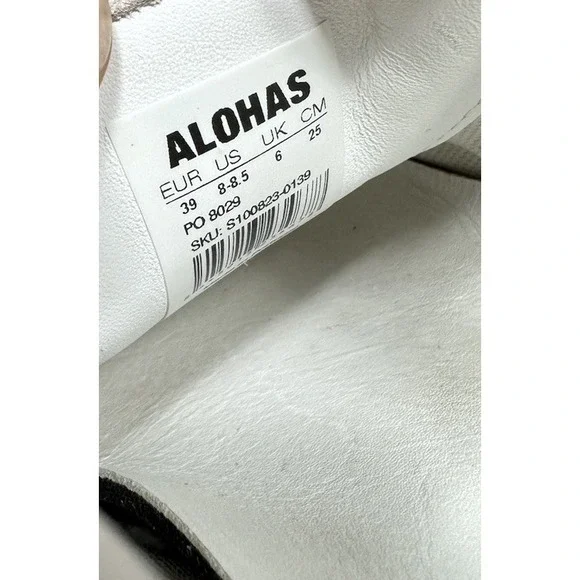 ALOHAS
EUR US UK CM
39 8-8.5 6 25
PO 8029
SKU: S100823-0139